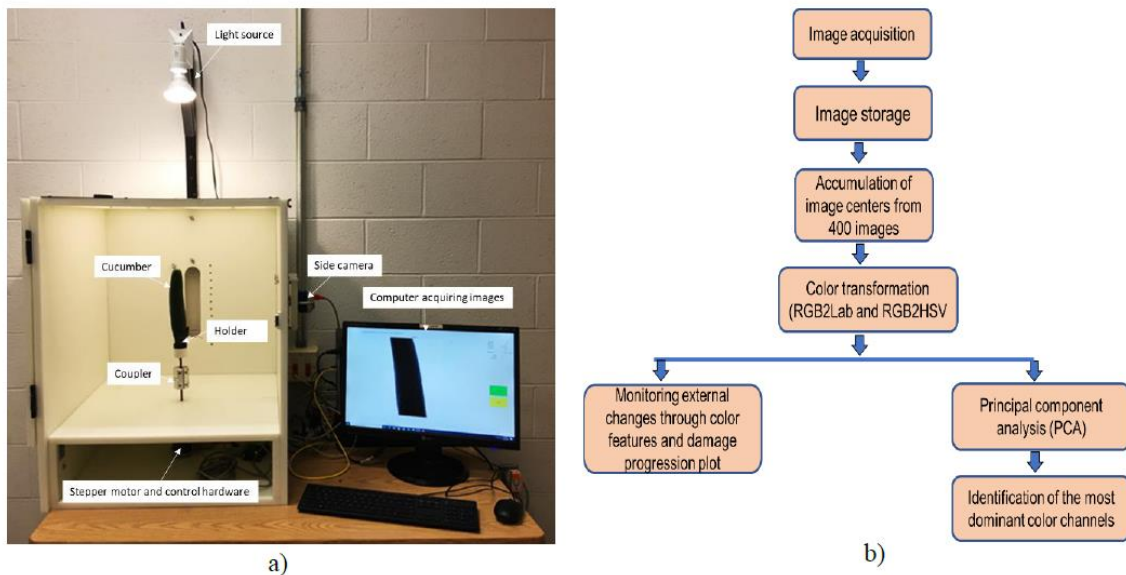 Light source
Cucumber
Side camera
Computer acquiring images
Holder
Coupler
Stepper motor and control hardware
a)
Image acquisition
Image storage
Accumulation of
image centers from
400 images
Color transformation
(RGB2Lab and RGB2HSV
Monitoring external
changes through color
features and damage
progression plot
Principal component
analysis (PCA)
Identification of the most
dominant color channels
b)